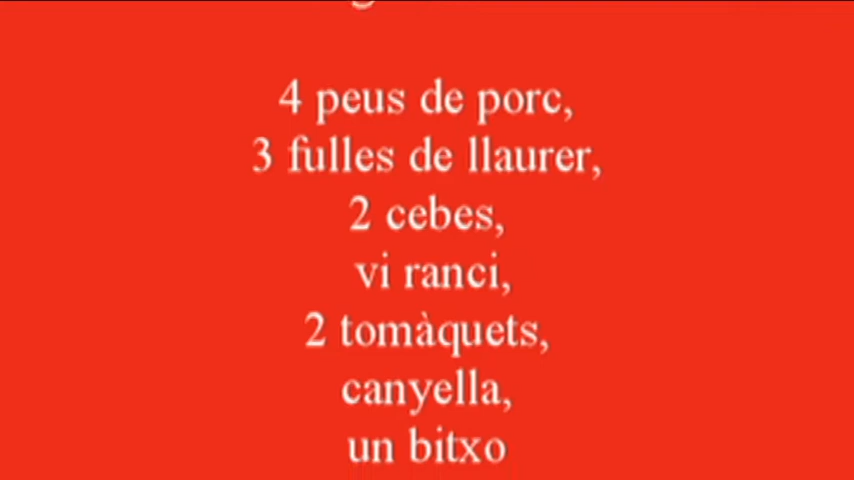 4 peus de porc,
3 fulles de llaurer,
2 cebes,
vi ranci,
2 tomàquets,
canyella,
un bitxo